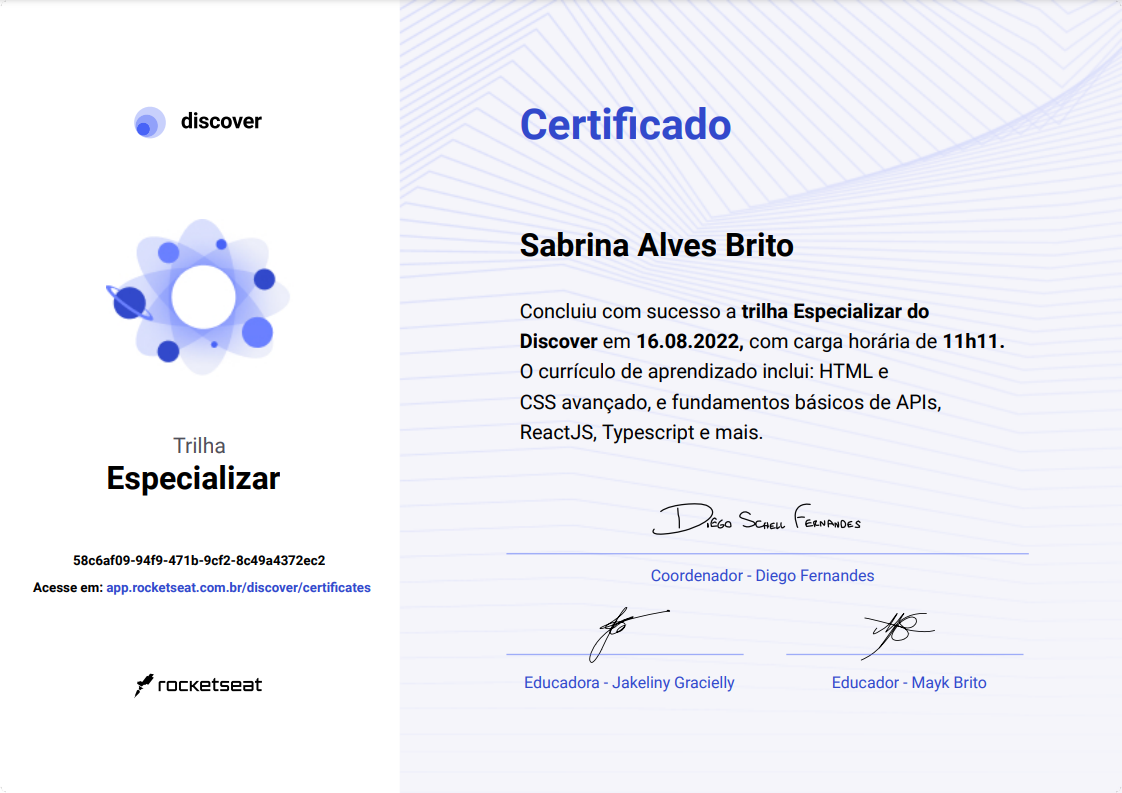 discover
Trilha
Especializar
58c6af09-94f9-471b-9cf2-8c49a4372ec2
Acesse em: app.rocketseat.com.br/discover/certificates
rocketseat
Certificado
Sabrina Alves Brito
Concluiu com sucesso a trilha Especializar do
Discover em 16.08.2022, com carga horária de 11h11.
O currículo de aprendizado inclui: HTML e
CSS avançado, e fundamentos básicos de APIs,
ReactJS, Typescript e mais.
Diego Schell Fernandes
Coordenador - Diego Fernandes
Educadora - Jakeliny Gracielly
Educador - Mayk Brito